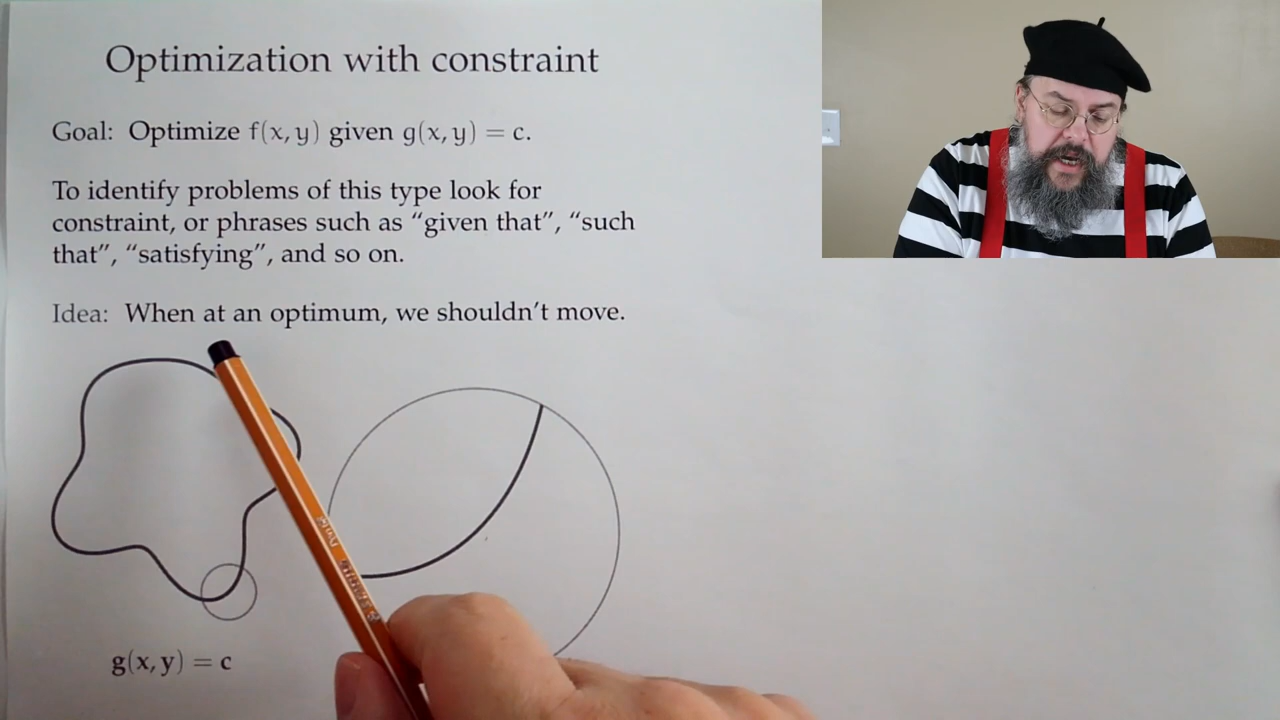 Optimization with constraint
Goal: Optimize f(x, y) given g(x, y) = c.
To identify problems of this type look for
constraint, or phrases such as “given that”, “such
that”, “satisfying”, and so on.
Idea: When at an optimum, we shouldn’t move.
g(x, y) = c